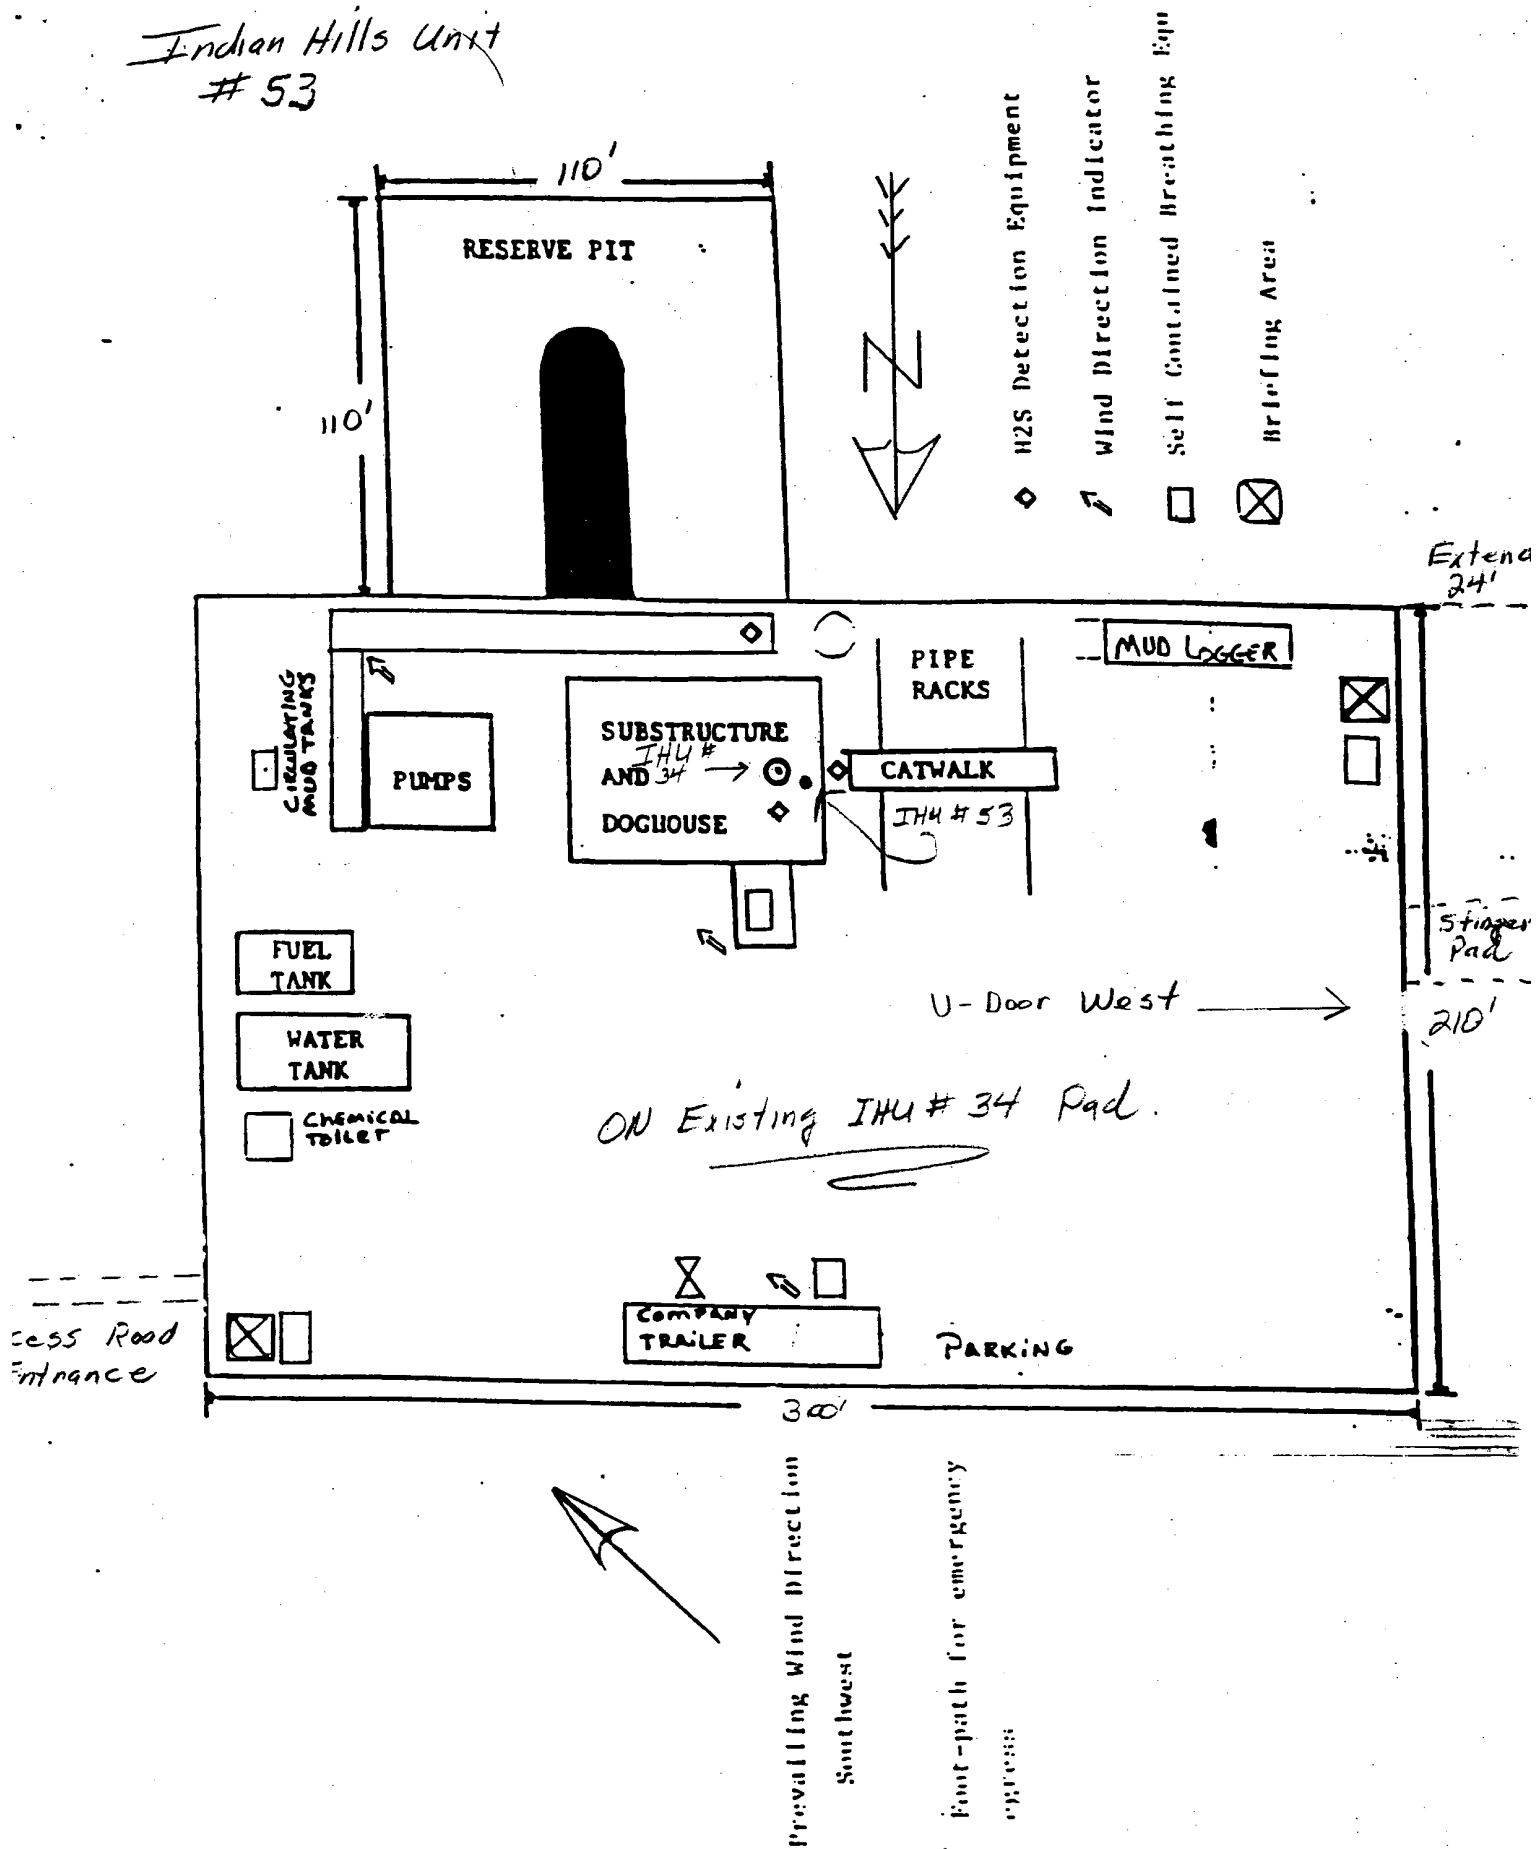 Indian Hills Unit
# 53
110'
RESERVE PIT
110'
N
H2S Detection Equipment
Wind Direction Indicator
Self Contained Breathing Equi
Briefing Area
Extend
24'
MUD LOGGER
PIPE
RACKS
CIRCULATING
MUD TANKS
PUMPS
SUBSTRUCTURE
IHU #
AND 34
DOGHOUSE
CATWALK
IHU # 53
FUEL
TANK
Stinger
Pad
U-Door West
210'
WATER
TANK
CHEMICAL
TOILET
ON Existing IHU # 34 Pad.
COMPANY
TRAILER
PARKING
cess Road
Entrance
300'
Prevailing Wind Direction
Southwest
Foot-path for emergency
egress